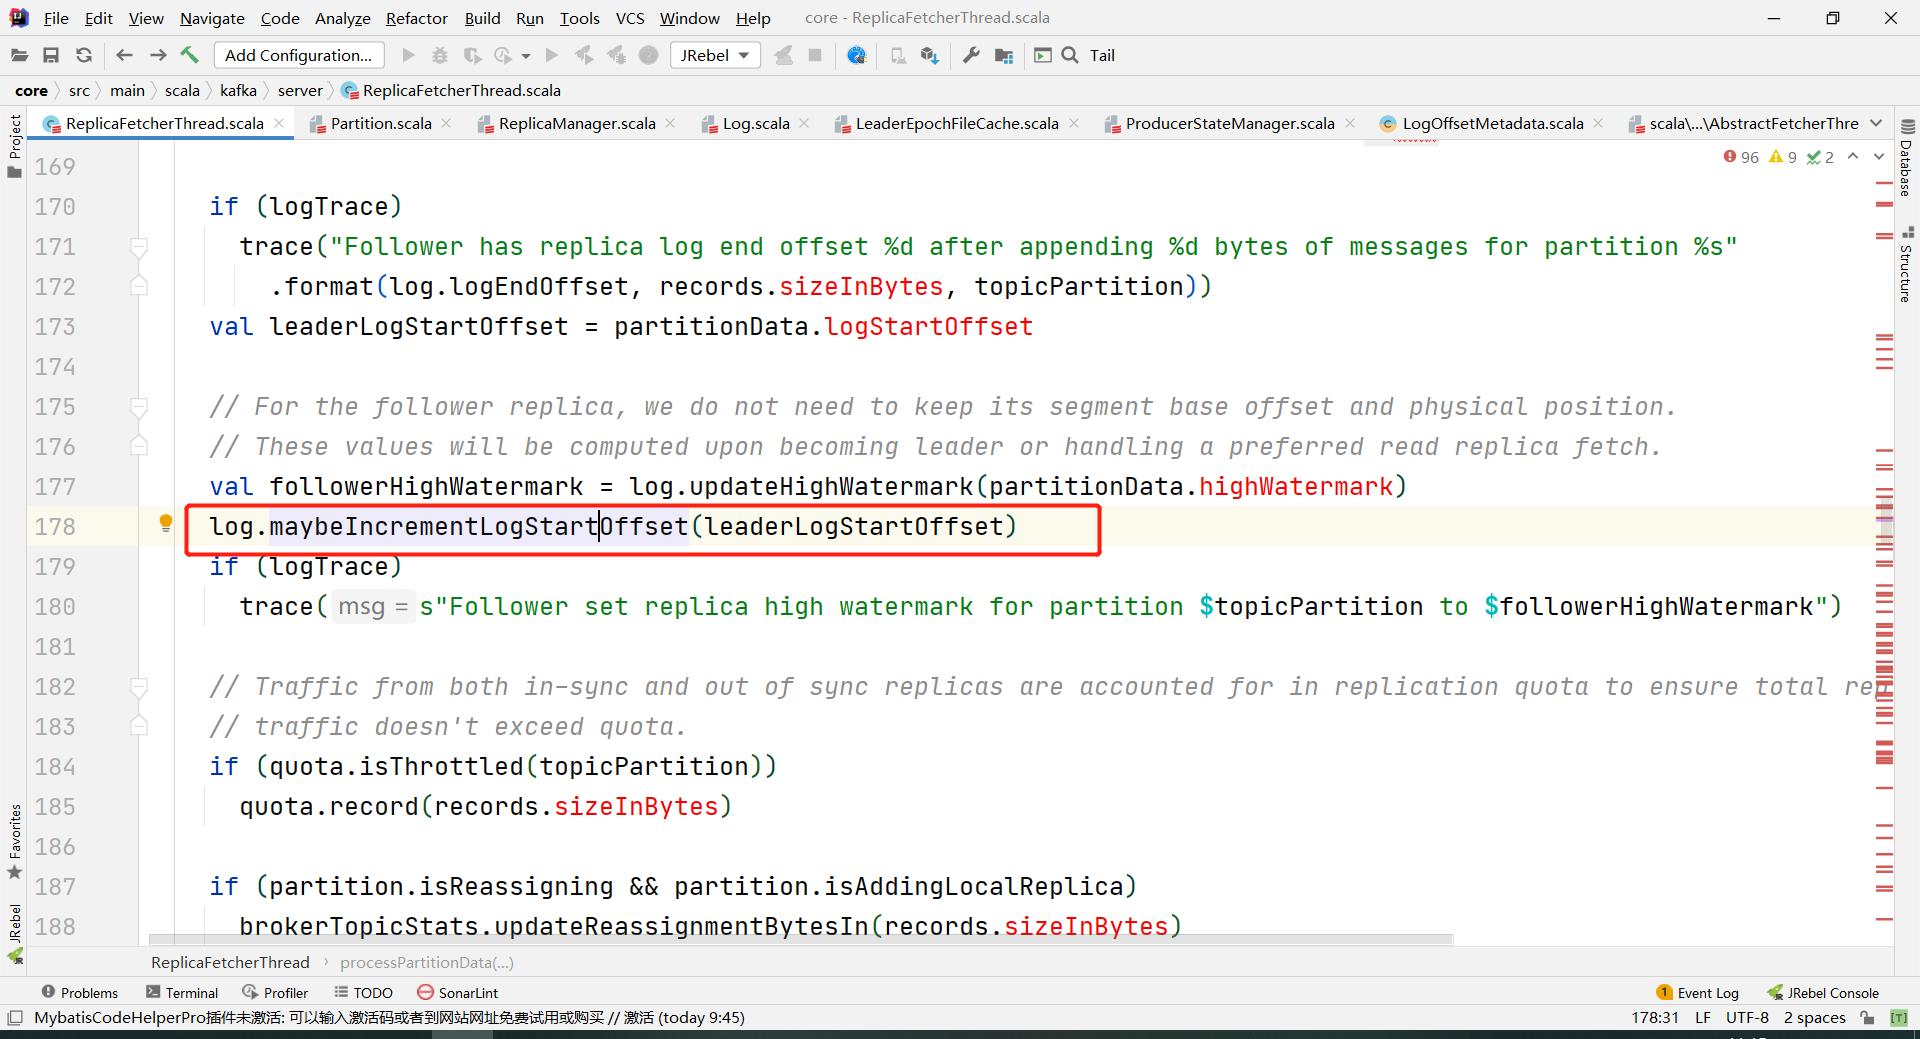 File Edit View Navigate Code Analyze Refactor Build Run Tools VCS Window Help core - ReplicaFetcherThread.scala
Add Configuration... JRebel Tail
core src main scala kafka server ReplicaFetcherThread.scala
ReplicaFetcherThread.scala Partition.scala ReplicaManager.scala Log.scala LeaderEpochFileCache.scala ProducerStateManager.scala LogOffsetMetadata.scala scala\...\AbstractFetcherThre
Project
Favorites
JRebel
Database
Structure
96 9 2
169
170 if (logTrace)
171 trace("Follower has replica log end offset %d after appending %d bytes of messages for partition %s"
172 .format(log.logEndOffset, records.sizeInBytes, topicPartition))
173 val leaderLogStartOffset = partitionData.logStartOffset
174
175 // For the follower replica, we do not need to keep its segment base offset and physical position.
176 // These values will be computed upon becoming leader or handling a preferred read replica fetch.
177 val followerHighWatermark = log.updateHighWatermark(partitionData.highWatermark)
178 log.maybeIncrementLogStartOffset(leaderLogStartOffset)
179 if (logTrace)
180 trace( msg = s"Follower set replica high watermark for partition $topicPartition to $followerHighWatermark")
181
182 // Traffic from both in-sync and out of sync replicas are accounted for in replication quota to ensure total rep
183 // traffic doesn't exceed quota.
184 if (quota.isThrottled(topicPartition))
185 quota.record(records.sizeInBytes)
186
187 if (partition.isReassigning && partition.isAddingLocalReplica)
188 brokerTopicStats.updateReassignmentBytesIn(records.sizeInBytes)
ReplicaFetcherThread processPartitionData(...)
Problems Terminal Profiler TODO SonarLint 1 Event Log JRebel Console
MybatisCodeHelperPro插件未激活: 可以输入激活码或者到网站网址免费试用或购买 // 激活 (today 9:45) 178:31 LF UTF-8 2 spaces [T]